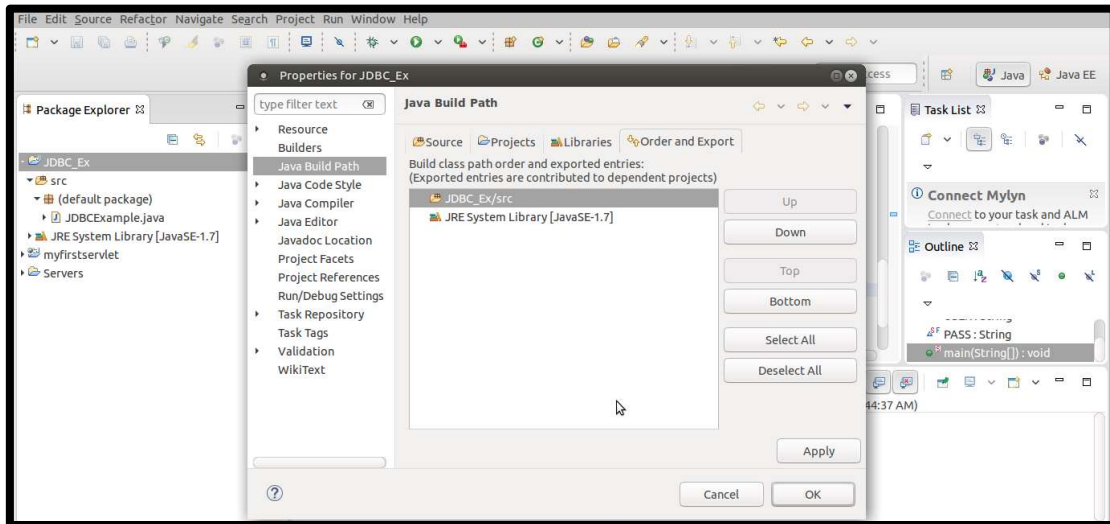 File Edit Source Refactor Navigate Search Project Run Window Help
Properties for JDBC_Ex
cess
Java
Java EE
Package Explorer
type filter text
Java Build Path
Task List
Resource
Builders
Java Build Path
Java Code Style
Java Compiler
Java Editor
Javadoc Location
Project Facets
Project References
Run/Debug Settings
Task Repository
Task Tags
Validation
WikiText
JDBC_Ex
src
(default package)
JDBCExample.java
JRE System Library [JavaSE-1.7]
myfirstservlet
Servers
Source Projects Libraries Order and Export
Build class path order and exported entries:
(Exported entries are contributed to dependent projects)
JDBC_Ex/src
JRE System Library [JavaSE-1.7]
Up
Down
Top
Bottom
Select All
Deselect All
Apply
Cancel
OK
Connect Mylyn
Connect to your task and ALM
Outline
PASS : String
main(String[]) : void
44:37 AM)